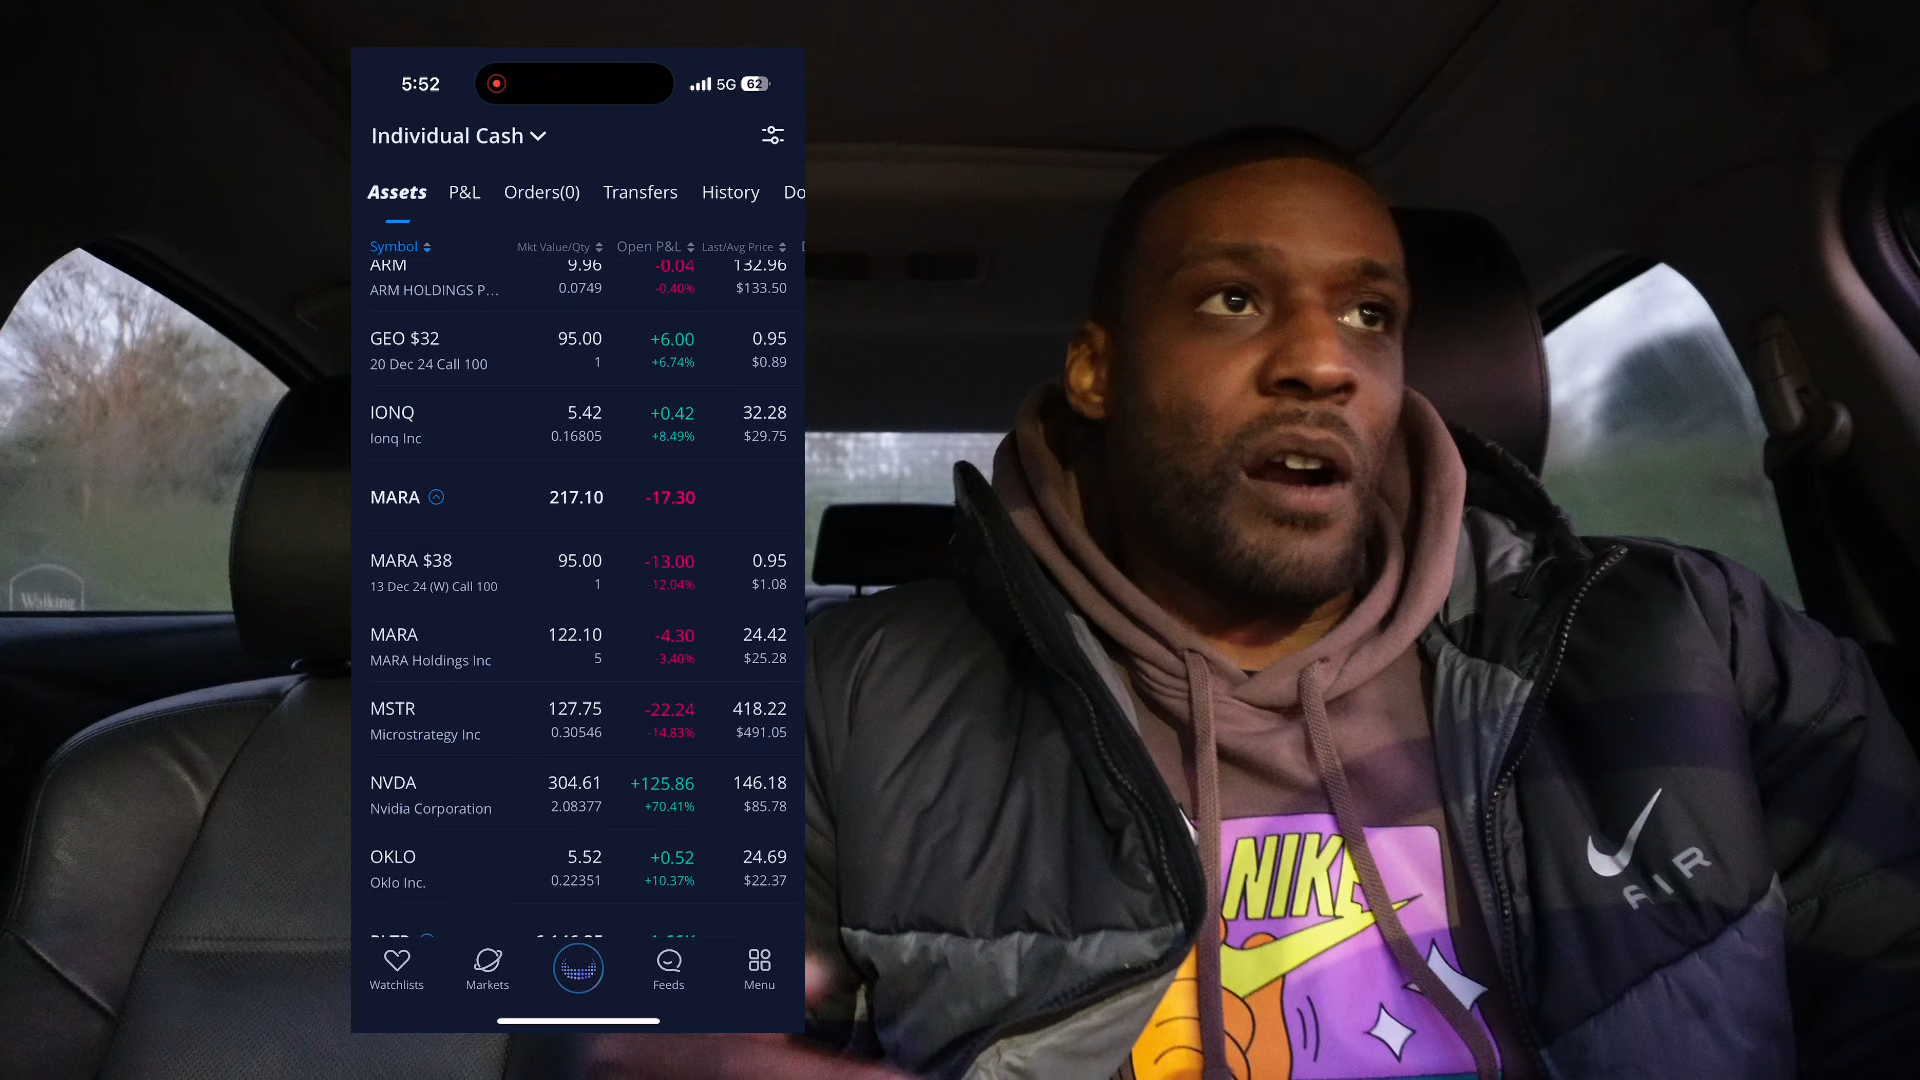 5:52
5G 62
Individual Cash
Assets P&L Orders(0) Transfers History Do
Symbol Mkt Value/Qty Open P&L Last/Avg Price
ARM 9.96 -0.04 132.96
ARM HOLDINGS P... 0.0749 -0.40% $133.50
GEO $32 95.00 +6.00 0.95
20 Dec 24 Call 100 1 +6.74% $0.89
IONQ 5.42 +0.42 32.28
Ionq Inc 0.16805 +8.49% $29.75
MARA 217.10 -17.30
MARA $38 95.00 -13.00 0.95
13 Dec 24 (W) Call 100 1 -12.04% $1.08
MARA 122.10 -4.30 24.42
MARA Holdings Inc 5 -3.40% $25.28
MSTR 127.75 -22.24 418.22
Microstrategy Inc 0.30546 -14.83% $491.05
NVDA 304.61 +125.86 146.18
Nvidia Corporation 2.08377 +70.41% $85.78
OKLO 5.52 +0.52 24.69
Oklo Inc. 0.22351 +10.37% $22.37
Watchlists Markets Feeds Menu
Walking
NIKE
AIR